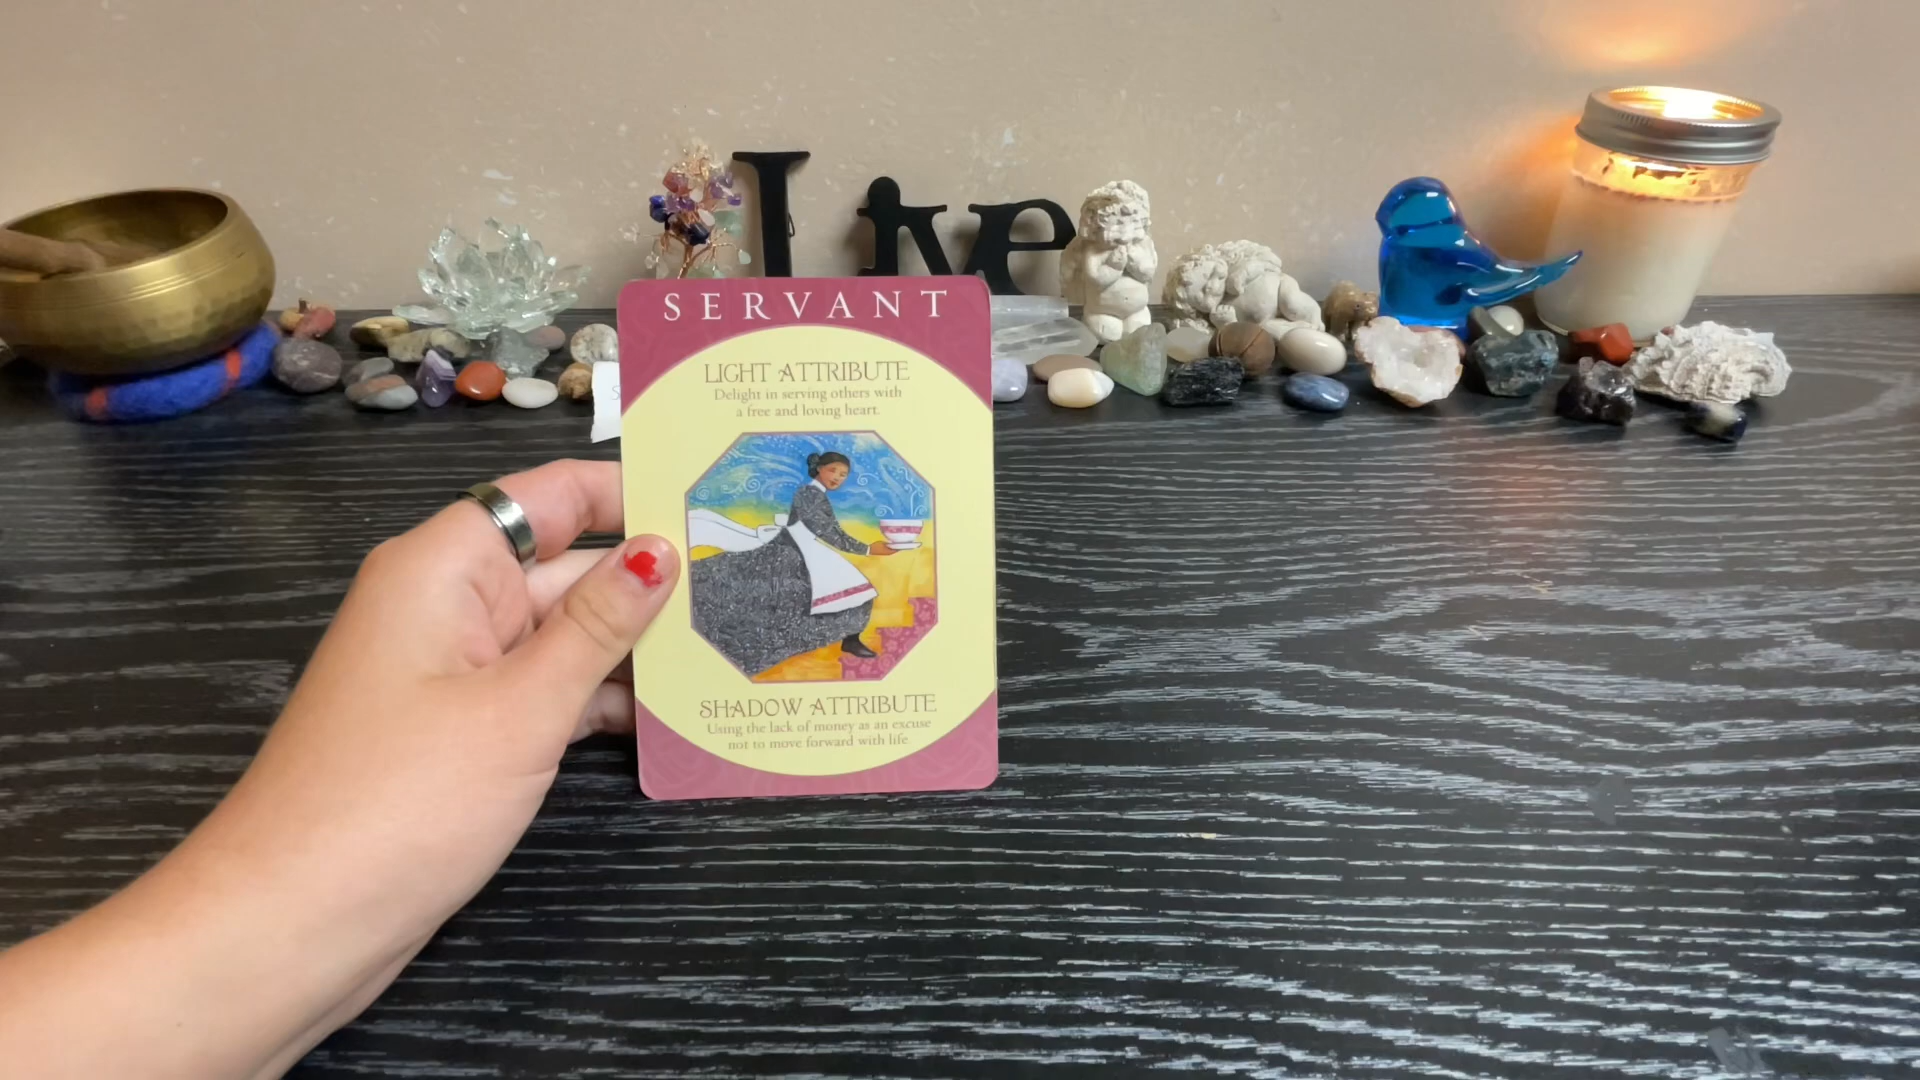 Live
SERVANT
LIGHT ATTRIBUTE
Delight in serving others with
a free and loving heart.
SHADOW ATTRIBUTE
Using the lack of money as an excuse
not to move forward with life